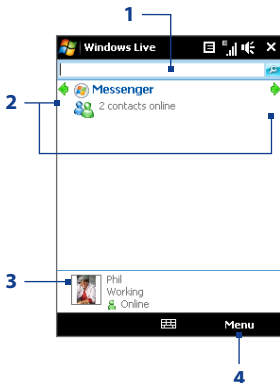 1
Windows Live
2
Messenger
2 contacts online
3
Phil
Working
Online
Menu
4